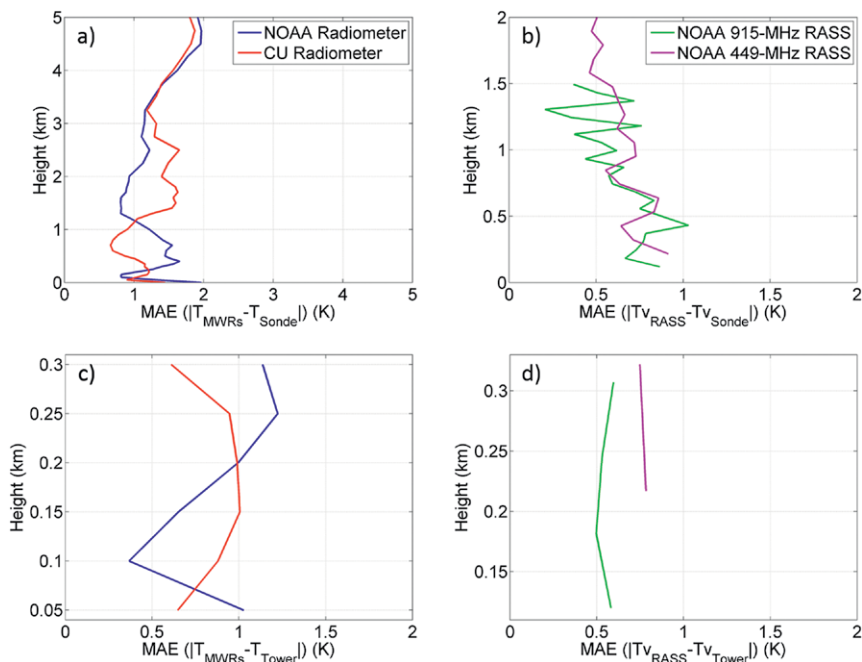 a)
NOAA Radiometer
CU Radiometer
5
4
3
2
1
0
Height (km)
0 1 2 3 4 5
MAE (|T_MWRs-T_Sonde|) (K)
b)
NOAA 915-MHz RASS
NOAA 449-MHz RASS
2
1.5
1
0.5
0
Height (km)
0 0.5 1 1.5 2
MAE (|Tv_RASS-Tv_Sonde|) (K)
c)
0.3
0.25
0.2
0.15
0.1
0.05
Height (km)
0 0.5 1 1.5 2
MAE (|T_MWRs-T_Tower|) (K)
d)
0.3
0.25
0.2
0.15
Height (km)
0 0.5 1 1.5 2
MAE (|Tv_RASS-Tv_Tower|) (K)